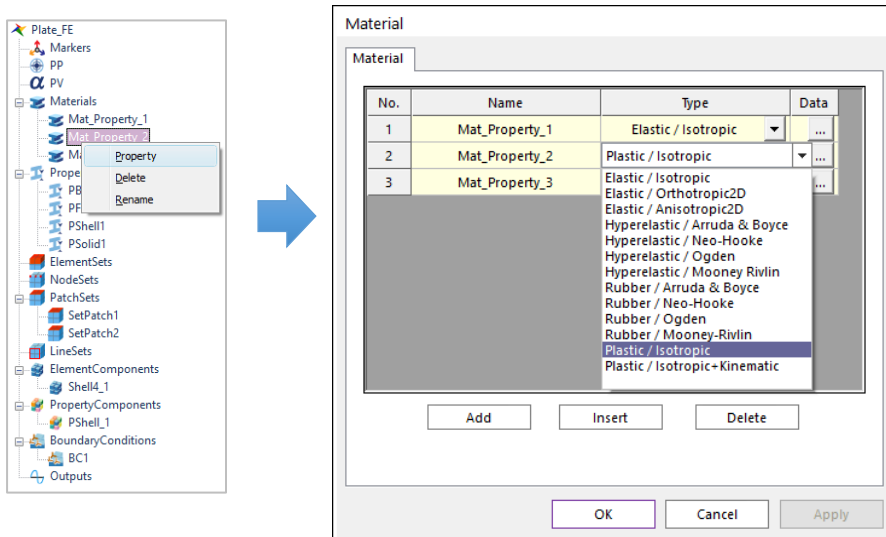 Plate_FE
Markers
PP
PV
Materials
Mat_Property_1
Mat_Property_2
Ma
Property
Delete
Rename
Prope
PB
PF
PShell1
PSolid1
ElementSets
NodeSets
PatchSets
SetPatch1
SetPatch2
LineSets
ElementComponents
Shell4_1
PropertyComponents
PShell_1
BoundaryConditions
BC1
Outputs
Material
Material
No. Name Type Data
1 Mat_Property_1 Elastic / Isotropic ...
2 Mat_Property_2 Plastic / Isotropic ...
3 Mat_Property_3 ...
Elastic / Isotropic
Elastic / Orthotropic2D
Elastic / Anisotropic2D
Hyperelastic / Arruda & Boyce
Hyperelastic / Neo-Hooke
Hyperelastic / Ogden
Hyperelastic / Mooney Rivlin
Rubber / Arruda & Boyce
Rubber / Neo-Hooke
Rubber / Ogden
Rubber / Mooney-Rivlin
Plastic / Isotropic
Plastic / Isotropic+Kinematic
Add Insert Delete
OK Cancel Apply